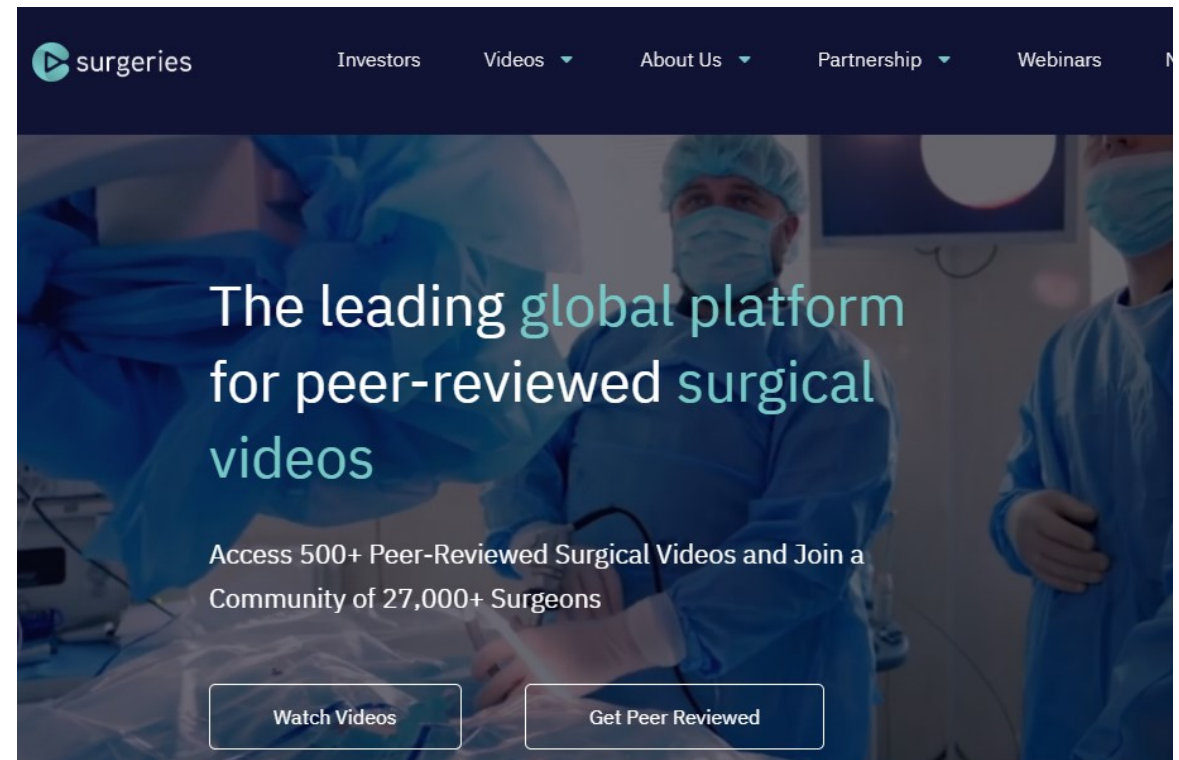 surgeries
Investors
Videos
About Us
Partnership
Webinars
The leading global platform
for peer-reviewed surgical
videos
Access 500+ Peer-Reviewed Surgical Videos and Join a
Community of 27,000+ Surgeons
Watch Videos
Get Peer Reviewed